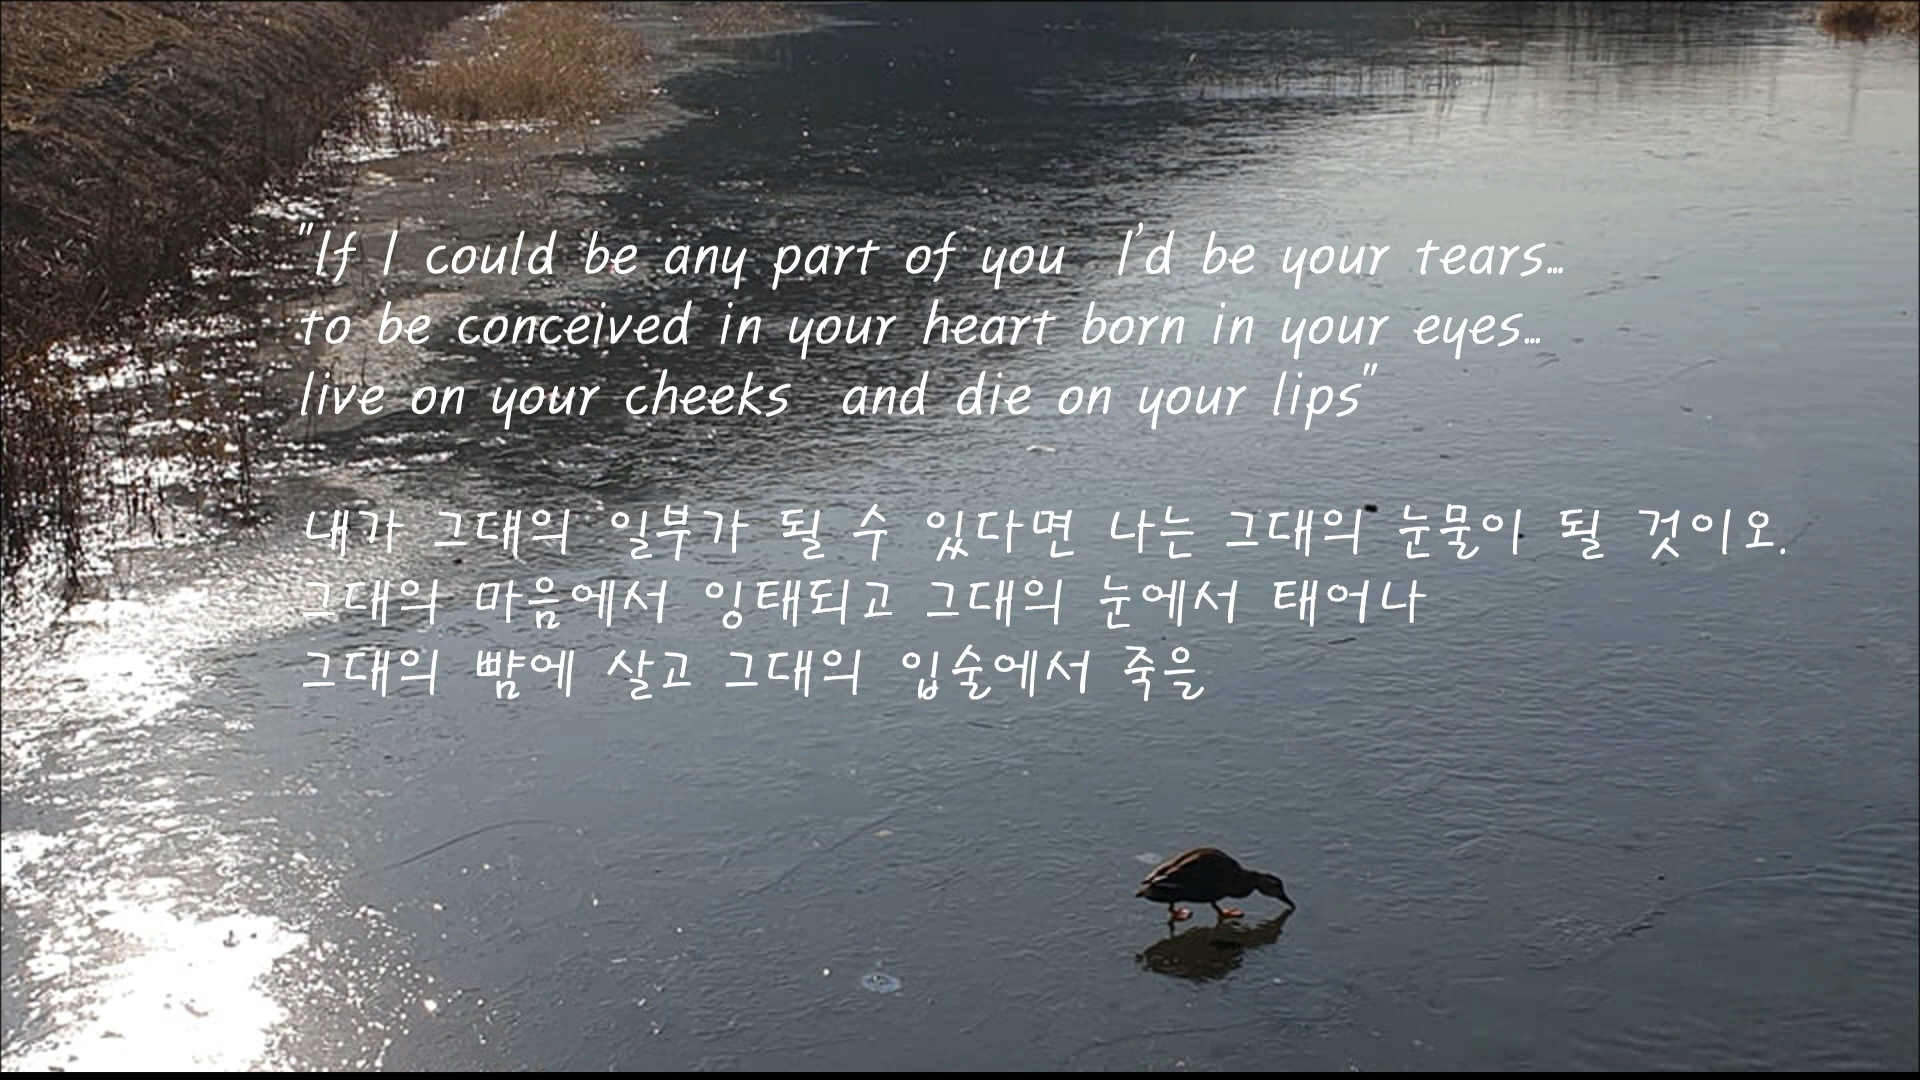 "If I could be any part of you I'd be your tears...
to be conceived in your heart born in your eyes...
live on your cheeks and die on your lips"
내가 그대의 일부가 될 수 있다면 나는 그대의 눈물이 될 것이오.
그대의 마음에서 잉태되고 그대의 눈에서 태어나
그대의 뺨에 살고 그대의 입술에서 죽을